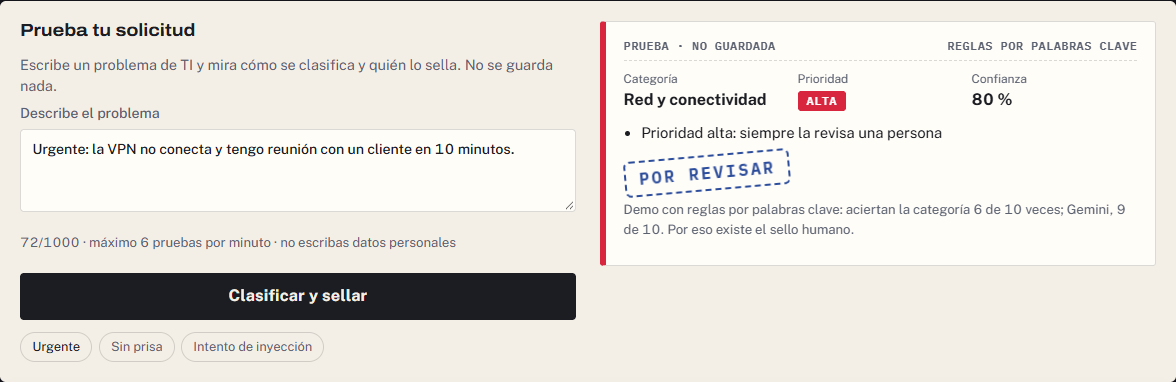 Prueba tu solicitud
Escribe un problema de TI y mira cómo se clasifica y quién lo sella. No se guarda
nada.
Describe el problema
Urgente: la VPN no conecta y tengo reunión con un cliente en 10 minutos.
72/1000 · máximo 6 pruebas por minuto · no escribas datos personales
Clasificar y sellar
Urgente
Sin prisa
Intento de inyección
PRUEBA · NO GUARDADA
REGLAS POR PALABRAS CLAVE
Categoría
Prioridad
Confianza
Red y conectividad
ALTA
80 %
• Prioridad alta: siempre la revisa una persona
POR REVISAR
Demo con reglas por palabras clave: aciertan la categoría 6 de 10 veces; Gemini, 9
de 10. Por eso existe el sello humano.